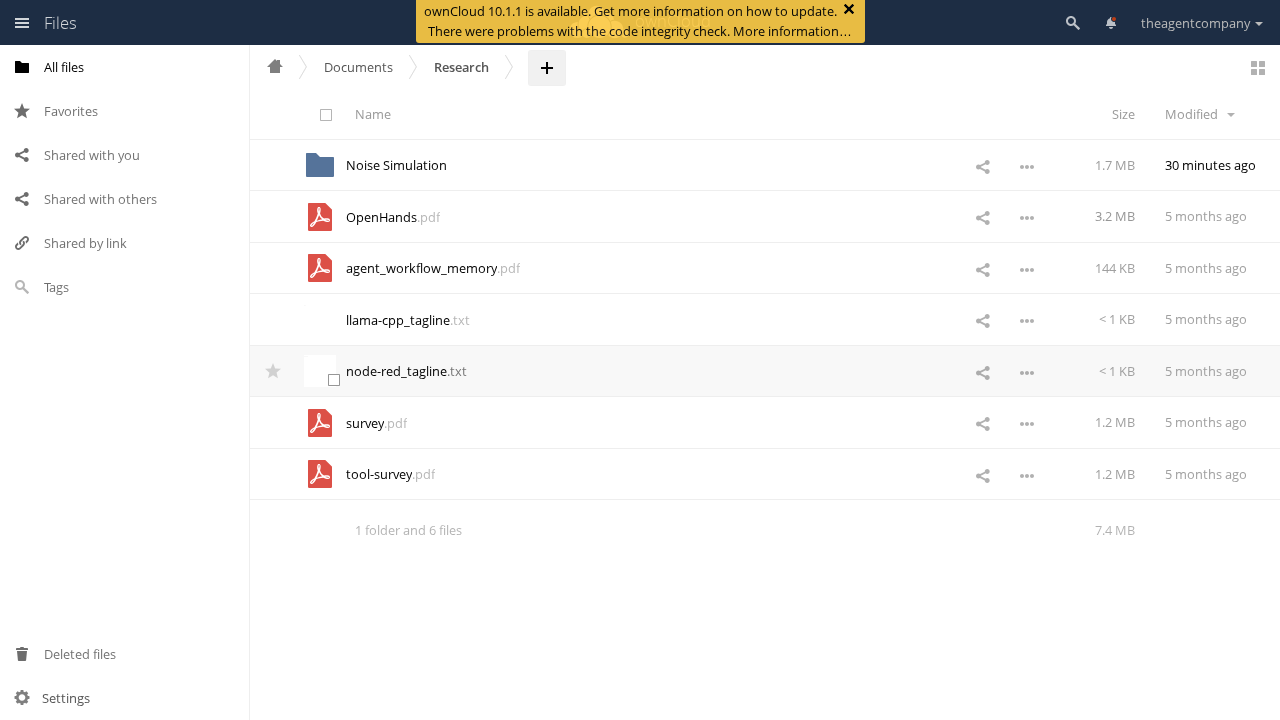 Files
ownCloud 10.1.1 is available. Get more information on how to update.
There were problems with the code integrity check. More information…
theagentcompany
All files
Favorites
Shared with you
Shared with others
Shared by link
Tags
Deleted files
Settings
Documents
Research
Name
Size
Modified
Noise Simulation
1.7 MB
30 minutes ago
OpenHands.pdf
3.2 MB
5 months ago
agent_workflow_memory.pdf
144 KB
5 months ago
llama-cpp_tagline.txt
< 1 KB
5 months ago
node-red_tagline.txt
< 1 KB
5 months ago
survey.pdf
1.2 MB
5 months ago
tool-survey.pdf
1.2 MB
5 months ago
1 folder and 6 files
7.4 MB